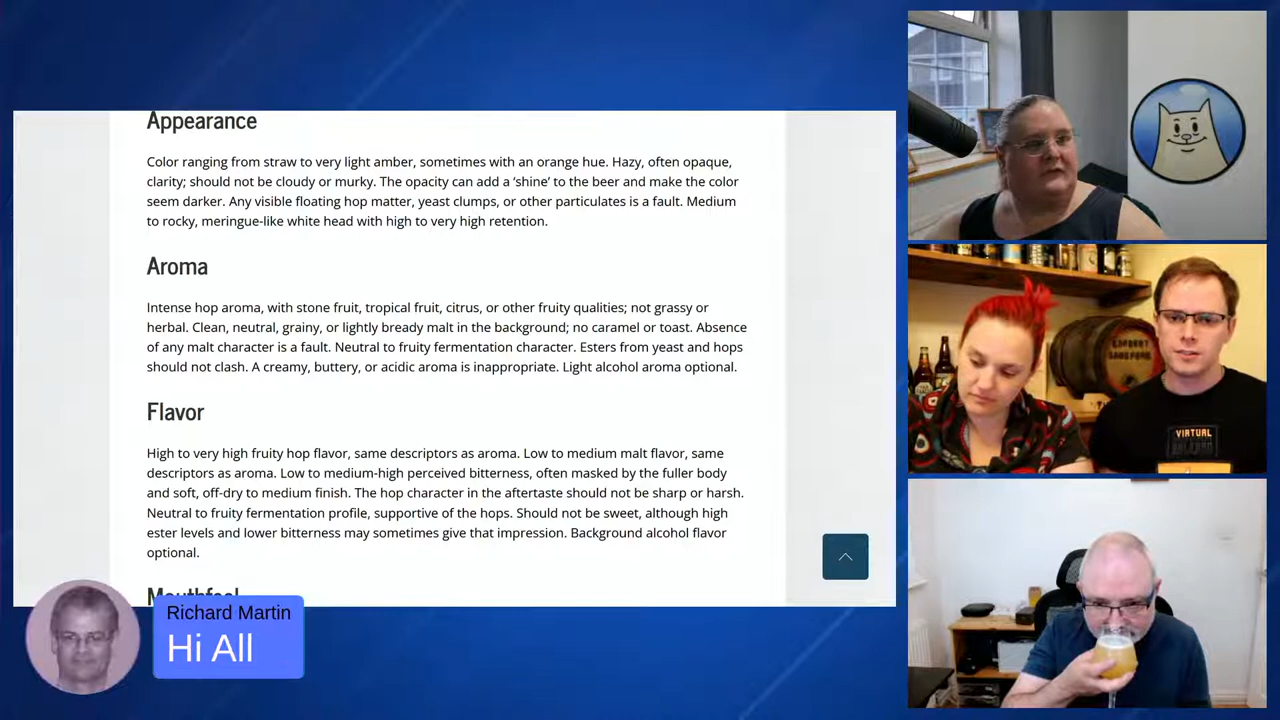 Appearance
Color ranging from straw to very light amber, sometimes with an orange hue. Hazy, often opaque,
clarity; should not be cloudy or murky. The opacity can add a ‘shine’ to the beer and make the color
seem darker. Any visible floating hop matter, yeast clumps, or other particulates is a fault. Medium
to rocky, meringue-like white head with high to very high retention.
Aroma
Intense hop aroma, with stone fruit, tropical fruit, citrus, or other fruity qualities; not grassy or
herbal. Clean, neutral, grainy, or lightly bready malt in the background; no caramel or toast. Absence
of any malt character is a fault. Neutral to fruity fermentation character. Esters from yeast and hops
should not clash. A creamy, buttery, or acidic aroma is inappropriate. Light alcohol aroma optional.
Flavor
High to very high fruity hop flavor, same descriptors as aroma. Low to medium malt flavor, same
descriptors as aroma. Low to medium-high perceived bitterness, often masked by the fuller body
and soft, off-dry to medium finish. The hop character in the aftertaste should not be sharp or harsh.
Neutral to fruity fermentation profile, supportive of the hops. Should not be sweet, although high
ester levels and lower bitterness may sometimes give that impression. Background alcohol flavor
optional.
Mouthfeel
Richard Martin
Hi All
VIRTUAL